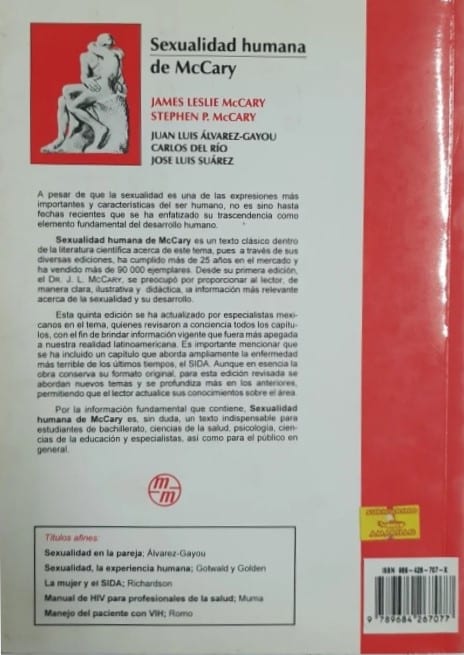 Sexualidad humana
de McCary
JAMES LESLIE McCARY
STEPHEN P. McCARY
JUAN LUIS ÁLVAREZ-GAYOU
CARLOS DEL RÍO
JOSE LUIS SUÁREZ
A pesar de que la sexualidad es una de las expresiones más
importantes y características del ser humano, no es sino hasta
fechas recientes que se ha enfatizado su trascendencia como
elemento fundamental del desarrollo humano.
Sexualidad humana de McCary es un texto clásico dentro
de la literatura científica acerca de este tema, pues a través de sus
diversas ediciones, ha cumplido más de 25 años en el mercado y
ha vendido más de 90 000 ejemplares. Desde su primera edición,
el DR. J. L. McCARY, se preocupó por proporcionar al lector, de
manera clara, ilustrativa y didáctica, la información más relevante
acerca de la sexualidad y su desarrollo.
Esta quinta edición se ha actualizado por especialistas mexi-
canos en el tema, quienes revisaron a conciencia todos los capítu-
los, con el fin de brindar información vigente que fuera más apegada
a nuestra realidad latinoamericana. Es importante mencionar que
se ha incluido un capítulo que aborda ampliamente la enfermedad
más terrible de los últimos tiempos, el SIDA. Aunque en esencia la
obra conserva su formato original, para esta edición revisada se
abordan nuevos temas y se profundiza más en los anteriores,
permitiendo que el lector actualice sus conocimientos sobre el área.
Por la información fundamental que contiene, Sexualidad
humana de McCary es, sin duda, un texto indispensable para
estudiantes de bachillerato, ciencias de la salud, psicología, cien-
cias de la educación y especialistas, así como para el público en
general.
m
m
Títulos afines:
Sexualidad en la pareja; Álvarez-Gayou
Sexualidad, la experiencia humana; Gotwald y Golden
La mujer y el SIDA; Richardson
Manual de HIV para profesionales de la salud; Muma
Manejo del paciente con VIH; Romo
ISBN 968-426-707-X
9 789684 267077